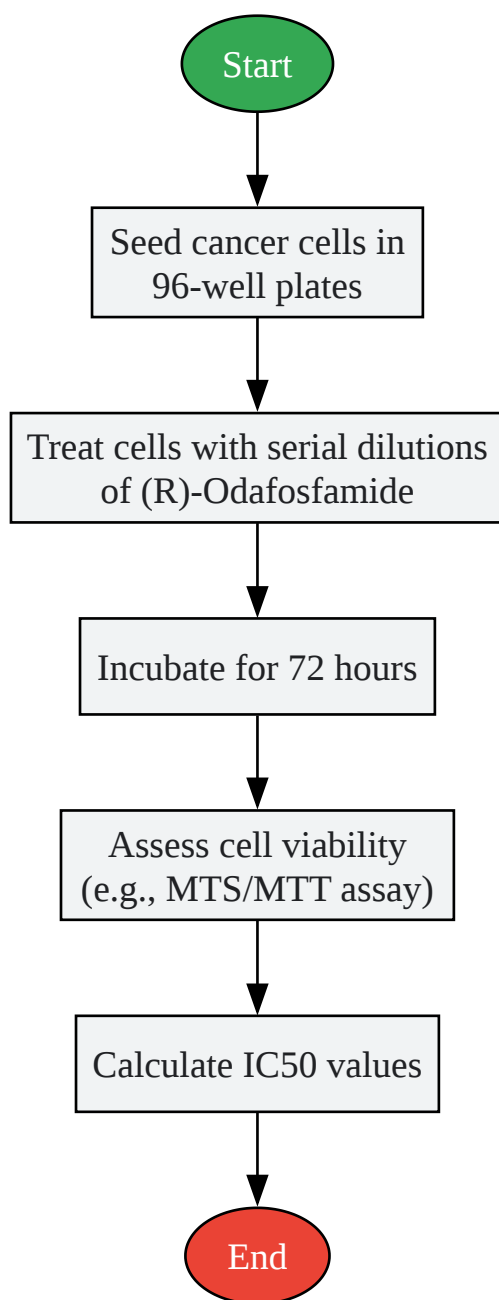 Start
Seed cancer cells in
96-well plates
Treat cells with serial dilutions
of (R)-Odafosfamide
Incubate for 72 hours
Assess cell viability
(e.g., MTS/MTT assay)
Calculate IC50 values
End